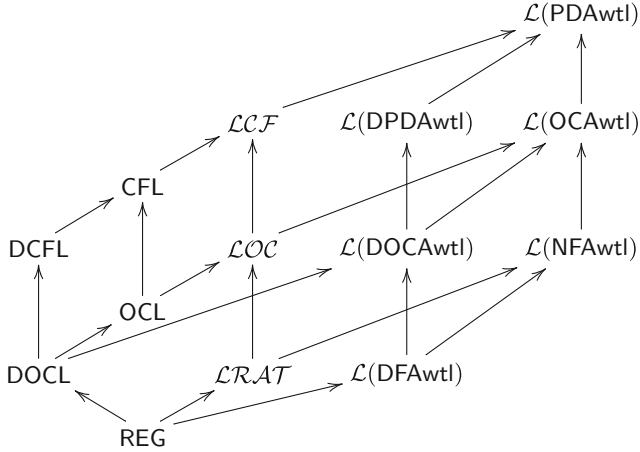 ℒ(PDAwtl)
ℒ𝒞ℱ ℒ(DPDAwtl) ℒ(OCAwtl)
CFL
DCFL ℒ𝒪𝒞 ℒ(DOCAwtl) ℒ(NFAwtl)
OCL
DOCL ℒℛ𝒜𝒯 ℒ(DFAwtl)
REG